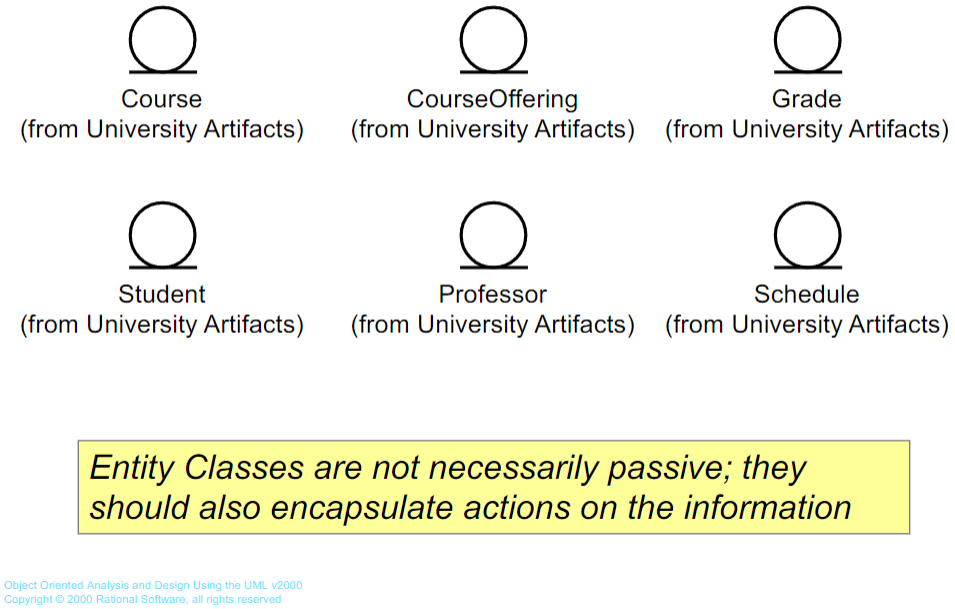 Course
(from University Artifacts)
CourseOffering
(from University Artifacts)
Grade
(from University Artifacts)
Student
(from University Artifacts)
Professor
(from University Artifacts)
Schedule
(from University Artifacts)
Entity Classes are not necessarily passive; they
should also encapsulate actions on the information
Object Oriented Analysis and Design Using the UML v2000
Copyright © 2000 Rational Software, all rights reserved